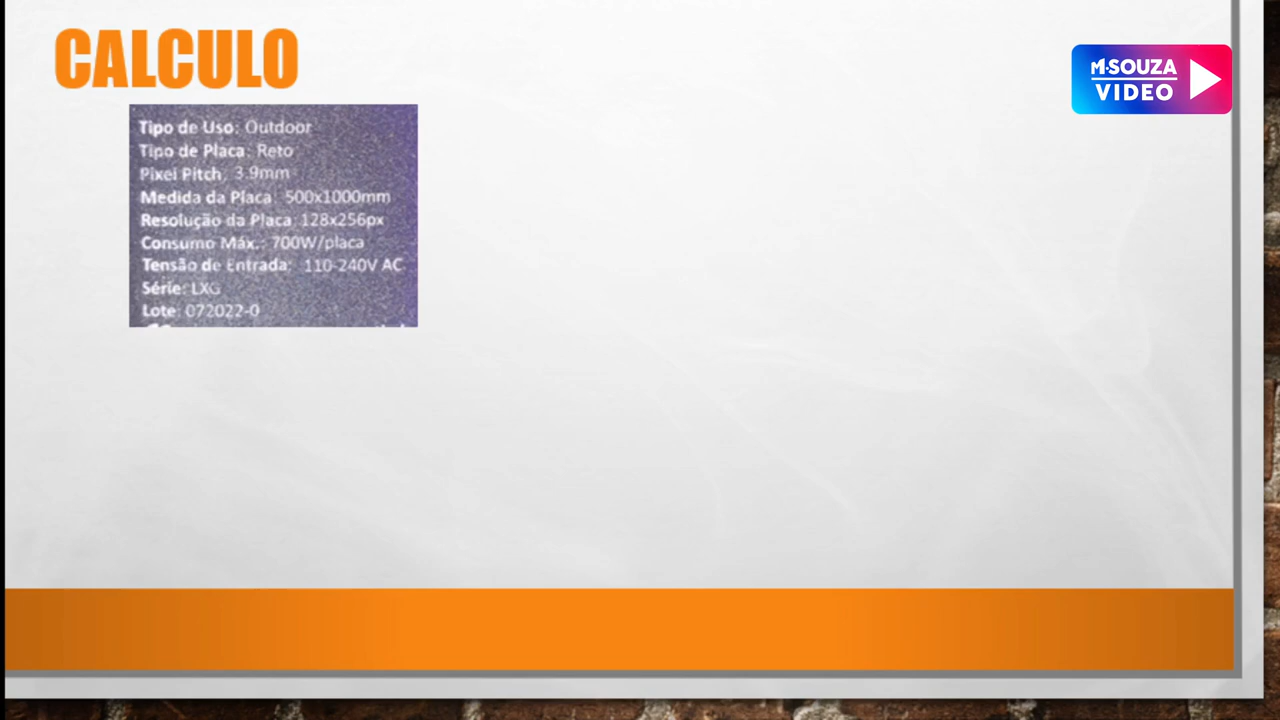 CALCULO
M·SOUZA
VIDEO
Tipo de Uso: Outdoor
Tipo de Placa: Reto
Pixel Pitch: 3.9mm
Medida da Placa: 500x1000mm
Resolução da Placa: 128x256px
Consumo Máx.: 700W/placa
Tensão de Entrada: 110-240V AC
Série: LXG
Lote: 072022-0